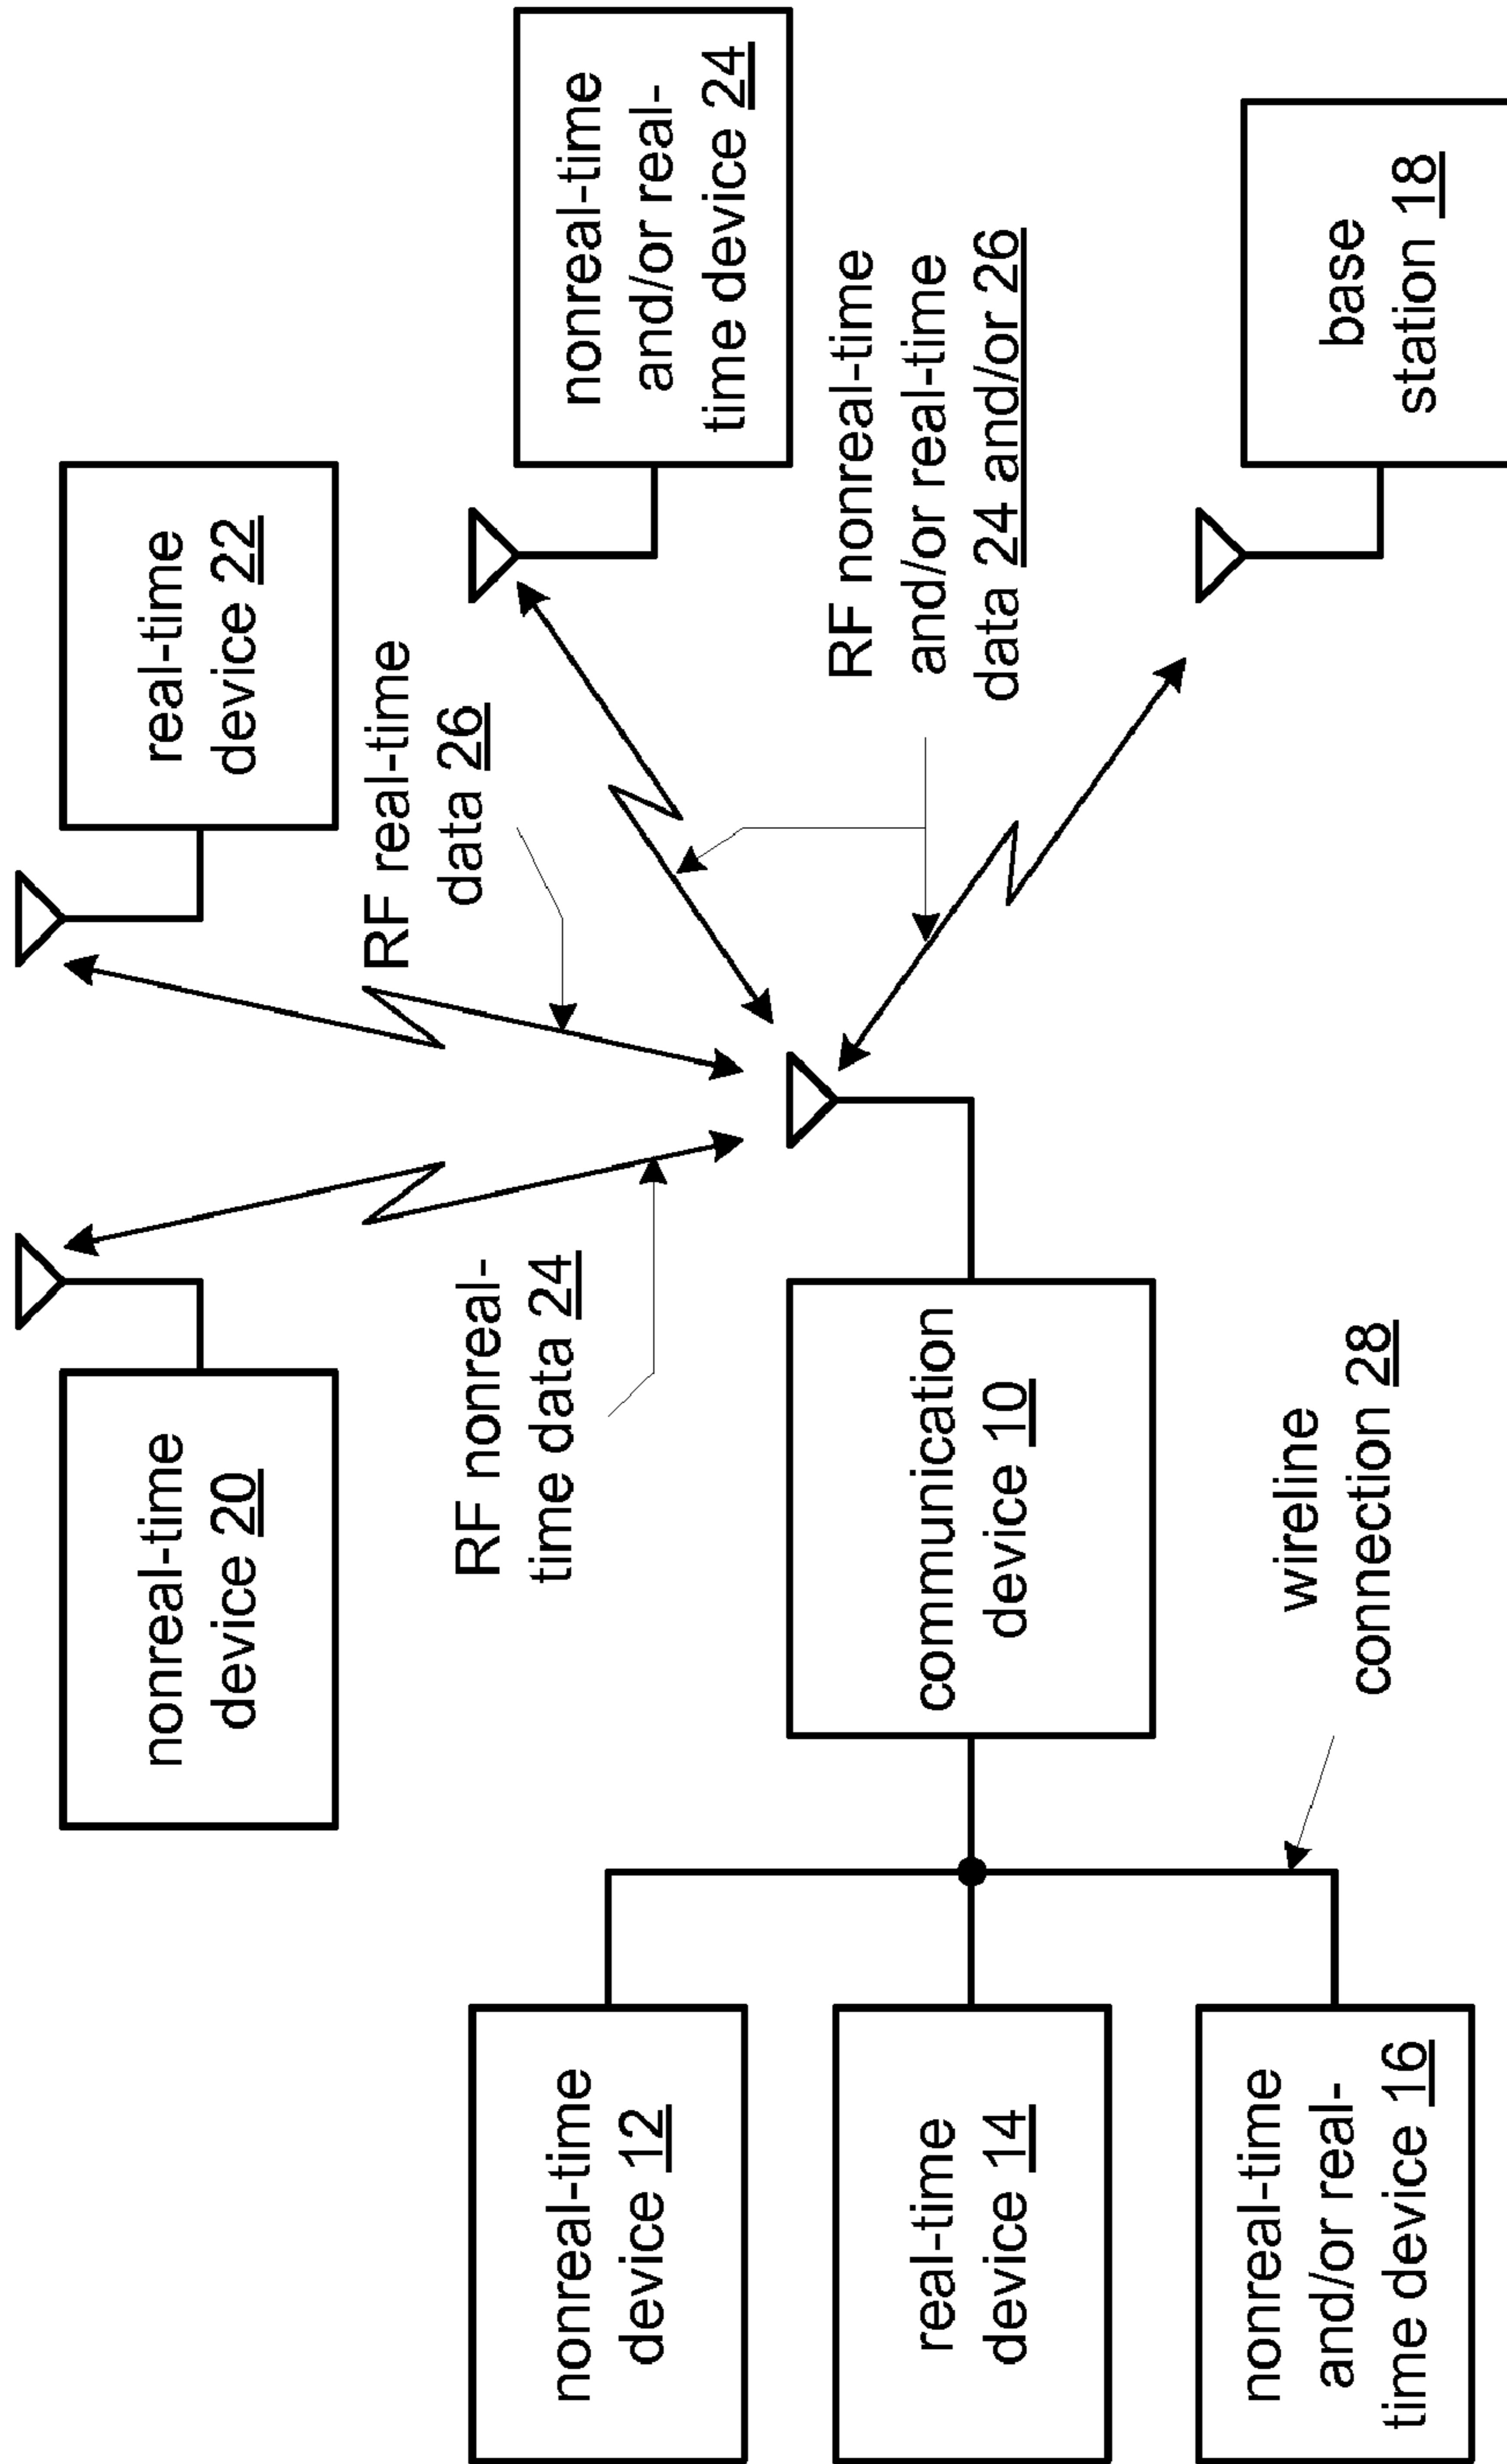 nonreal-time
device 20
real-time
device 22
RF real-time
data 26
RF nonreal-
time data 24
nonreal-time
and/or real-
time device 24
nonreal-time
device 12
real-time
device 14
nonreal-time
and/or real-
time device 16
communication
device 10
RF nonreal-time
and/or real-time
data 24 and/or 26
wireline
connection 28
base
station 18